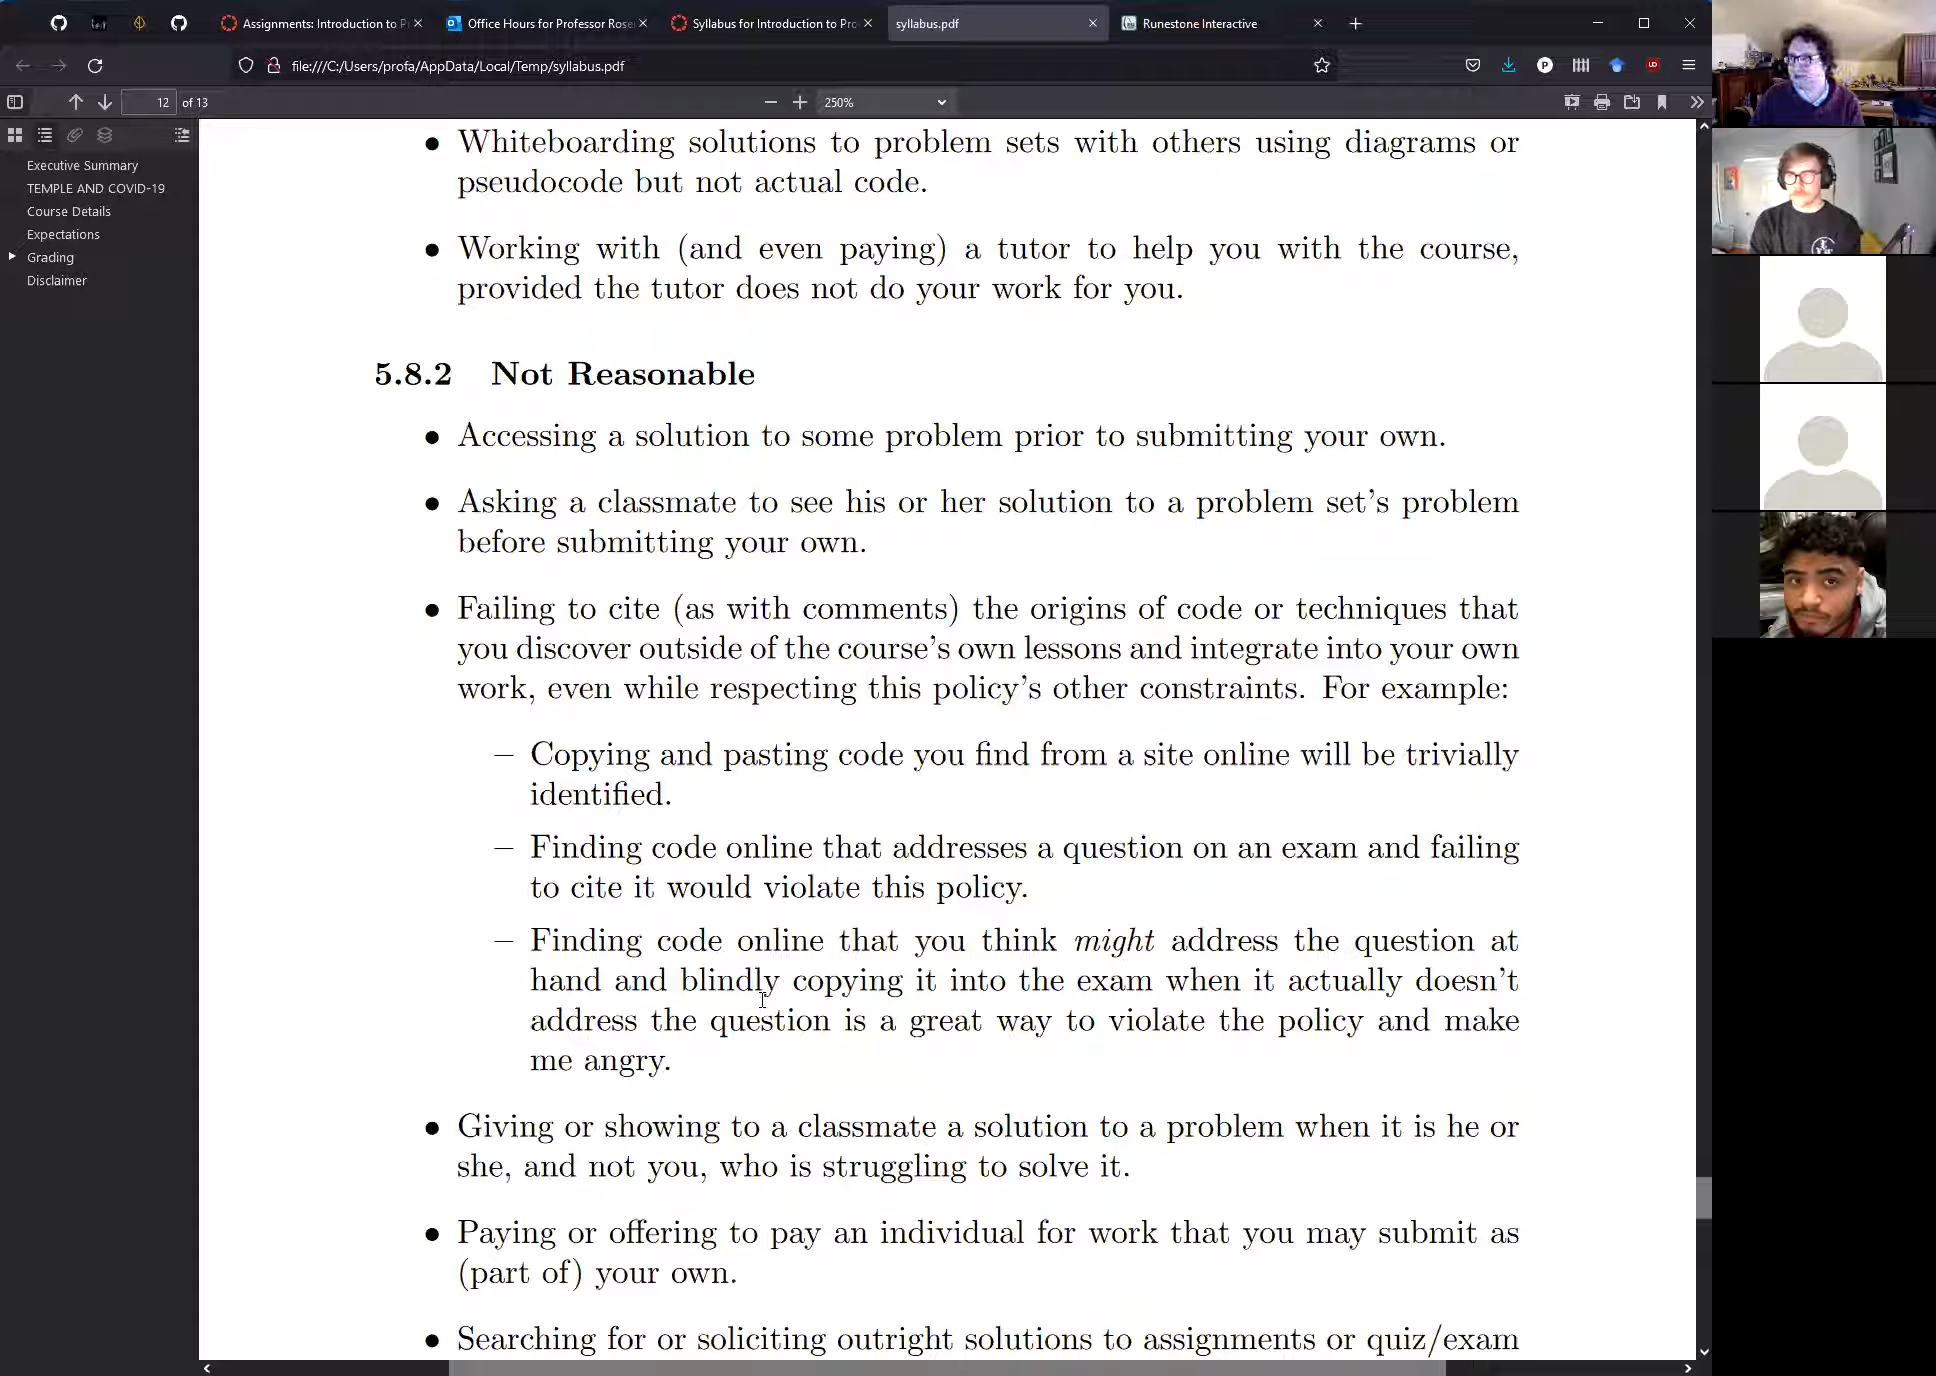 Assignments: Introduction to P
Office Hours for Professor Rose
Syllabus for Introduction to Pro
syllabus.pdf
Runestone Interactive
file:///C:/Users/profa/AppData/Local/Temp/syllabus.pdf
12 of 13
250%
Executive Summary
TEMPLE AND COVID-19
Course Details
Expectations
Grading
Disclaimer
• Whiteboarding solutions to problem sets with others using diagrams or
pseudocode but not actual code.
• Working with (and even paying) a tutor to help you with the course,
provided the tutor does not do your work for you.
5.8.2 Not Reasonable
• Accessing a solution to some problem prior to submitting your own.
• Asking a classmate to see his or her solution to a problem set’s problem
before submitting your own.
• Failing to cite (as with comments) the origins of code or techniques that
you discover outside of the course’s own lessons and integrate into your own
work, even while respecting this policy’s other constraints. For example:
– Copying and pasting code you find from a site online will be trivially
identified.
– Finding code online that addresses a question on an exam and failing
to cite it would violate this policy.
– Finding code online that you think might address the question at
hand and blindly copying it into the exam when it actually doesn’t
address the question is a great way to violate the policy and make
me angry.
• Giving or showing to a classmate a solution to a problem when it is he or
she, and not you, who is struggling to solve it.
• Paying or offering to pay an individual for work that you may submit as
(part of) your own.
• Searching for or soliciting outright solutions to assignments or quiz/exam